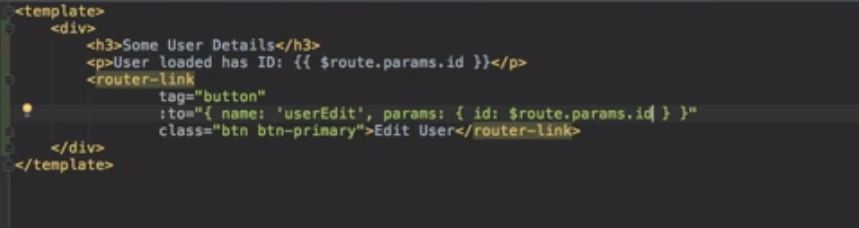 <template>
<div>
<h3>Some User Details</h3>
<p>User loaded has ID: {{ $route.params.id }}</p>
<router-link
tag="button"
:to="{ name: 'userEdit', params: { id: $route.params.id } }"
class="btn btn-primary">Edit User</router-link>
</div>
</template>